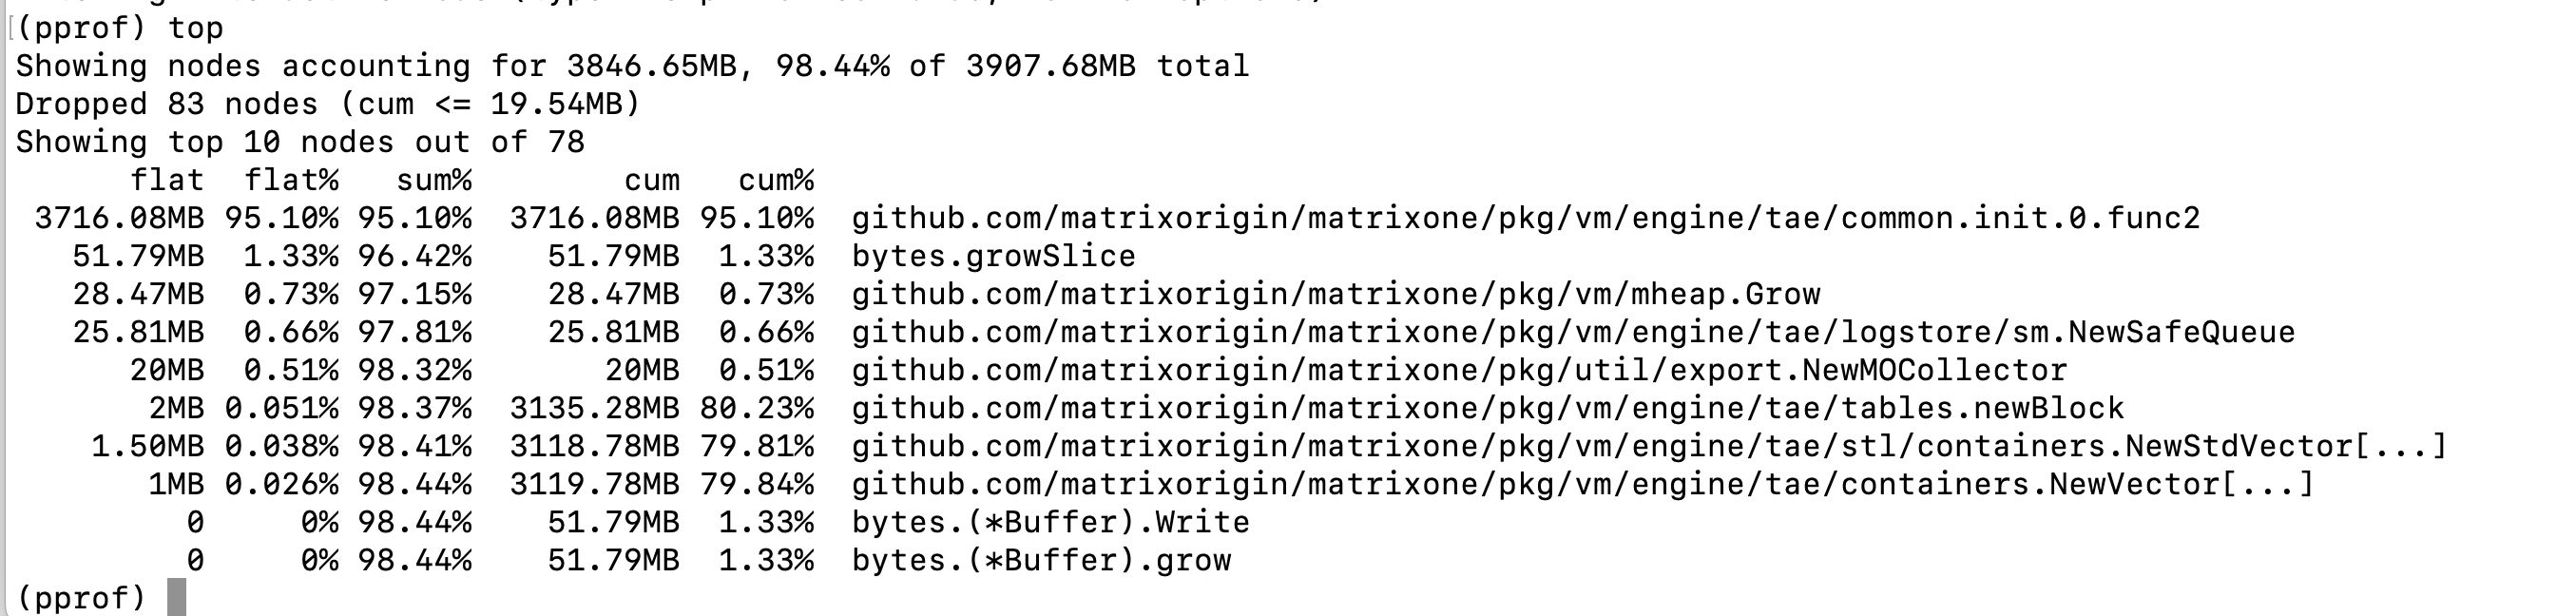 (pprof) top
Showing nodes accounting for 3846.65MB, 98.44% of 3907.68MB total
Dropped 83 nodes (cum <= 19.54MB)
Showing top 10 nodes out of 78
flat flat% sum% cum cum%
3716.08MB 95.10% 95.10% 3716.08MB 95.10% github.com/matrixorigin/matrixone/pkg/vm/engine/tae/common.init.0.func2
51.79MB 1.33% 96.42% 51.79MB 1.33% bytes.growSlice
28.47MB 0.73% 97.15% 28.47MB 0.73% github.com/matrixorigin/matrixone/pkg/vm/mheap.Grow
25.81MB 0.66% 97.81% 25.81MB 0.66% github.com/matrixorigin/matrixone/pkg/vm/engine/tae/logstore/sm.NewSafeQueue
20MB 0.51% 98.32% 20MB 0.51% github.com/matrixorigin/matrixone/pkg/util/export.NewMOCollector
2MB 0.051% 98.37% 3135.28MB 80.23% github.com/matrixorigin/matrixone/pkg/vm/engine/tae/tables.newBlock
1.50MB 0.038% 98.41% 3118.78MB 79.81% github.com/matrixorigin/matrixone/pkg/vm/engine/tae/stl/containers.NewStdVector[...]
1MB 0.026% 98.44% 3119.78MB 79.84% github.com/matrixorigin/matrixone/pkg/vm/engine/tae/containers.NewVector[...]
0 0% 98.44% 51.79MB 1.33% bytes.(*Buffer).Write
0 0% 98.44% 51.79MB 1.33% bytes.(*Buffer).grow
(pprof)